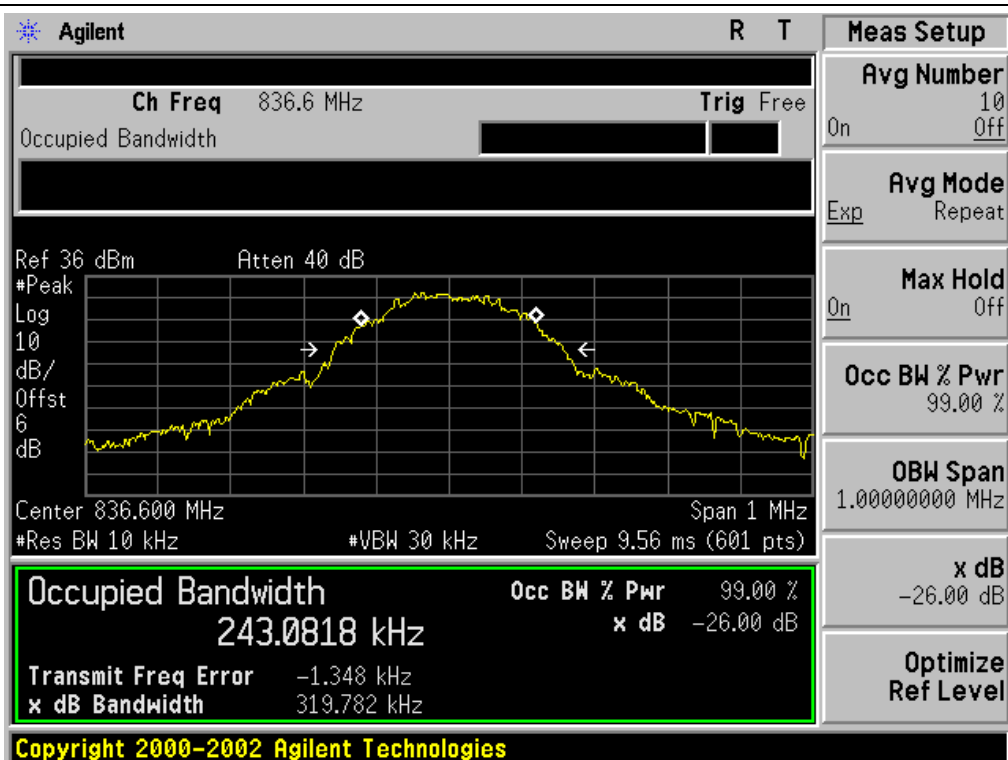 Agilent R T
Ch Freq 836.6 MHz Trig Free
Occupied Bandwidth
Ref 36 dBm Atten 40 dB
#Peak
Log
10
dB/
Offst
6
dB
Center 836.600 MHz Span 1 MHz
#Res BW 10 kHz #VBW 30 kHz Sweep 9.56 ms (601 pts)
Occupied Bandwidth Occ BW % Pwr 99.00 %
243.0818 kHz x dB -26.00 dB
Transmit Freq Error -1.348 kHz
x dB Bandwidth 319.782 kHz
Copyright 2000-2002 Agilent Technologies
Meas Setup
Avg Number
10
On Off
Avg Mode
Exp Repeat
Max Hold
On Off
Occ BW % Pwr
99.00 %
OBW Span
1.00000000 MHz
x dB
-26.00 dB
Optimize
Ref Level